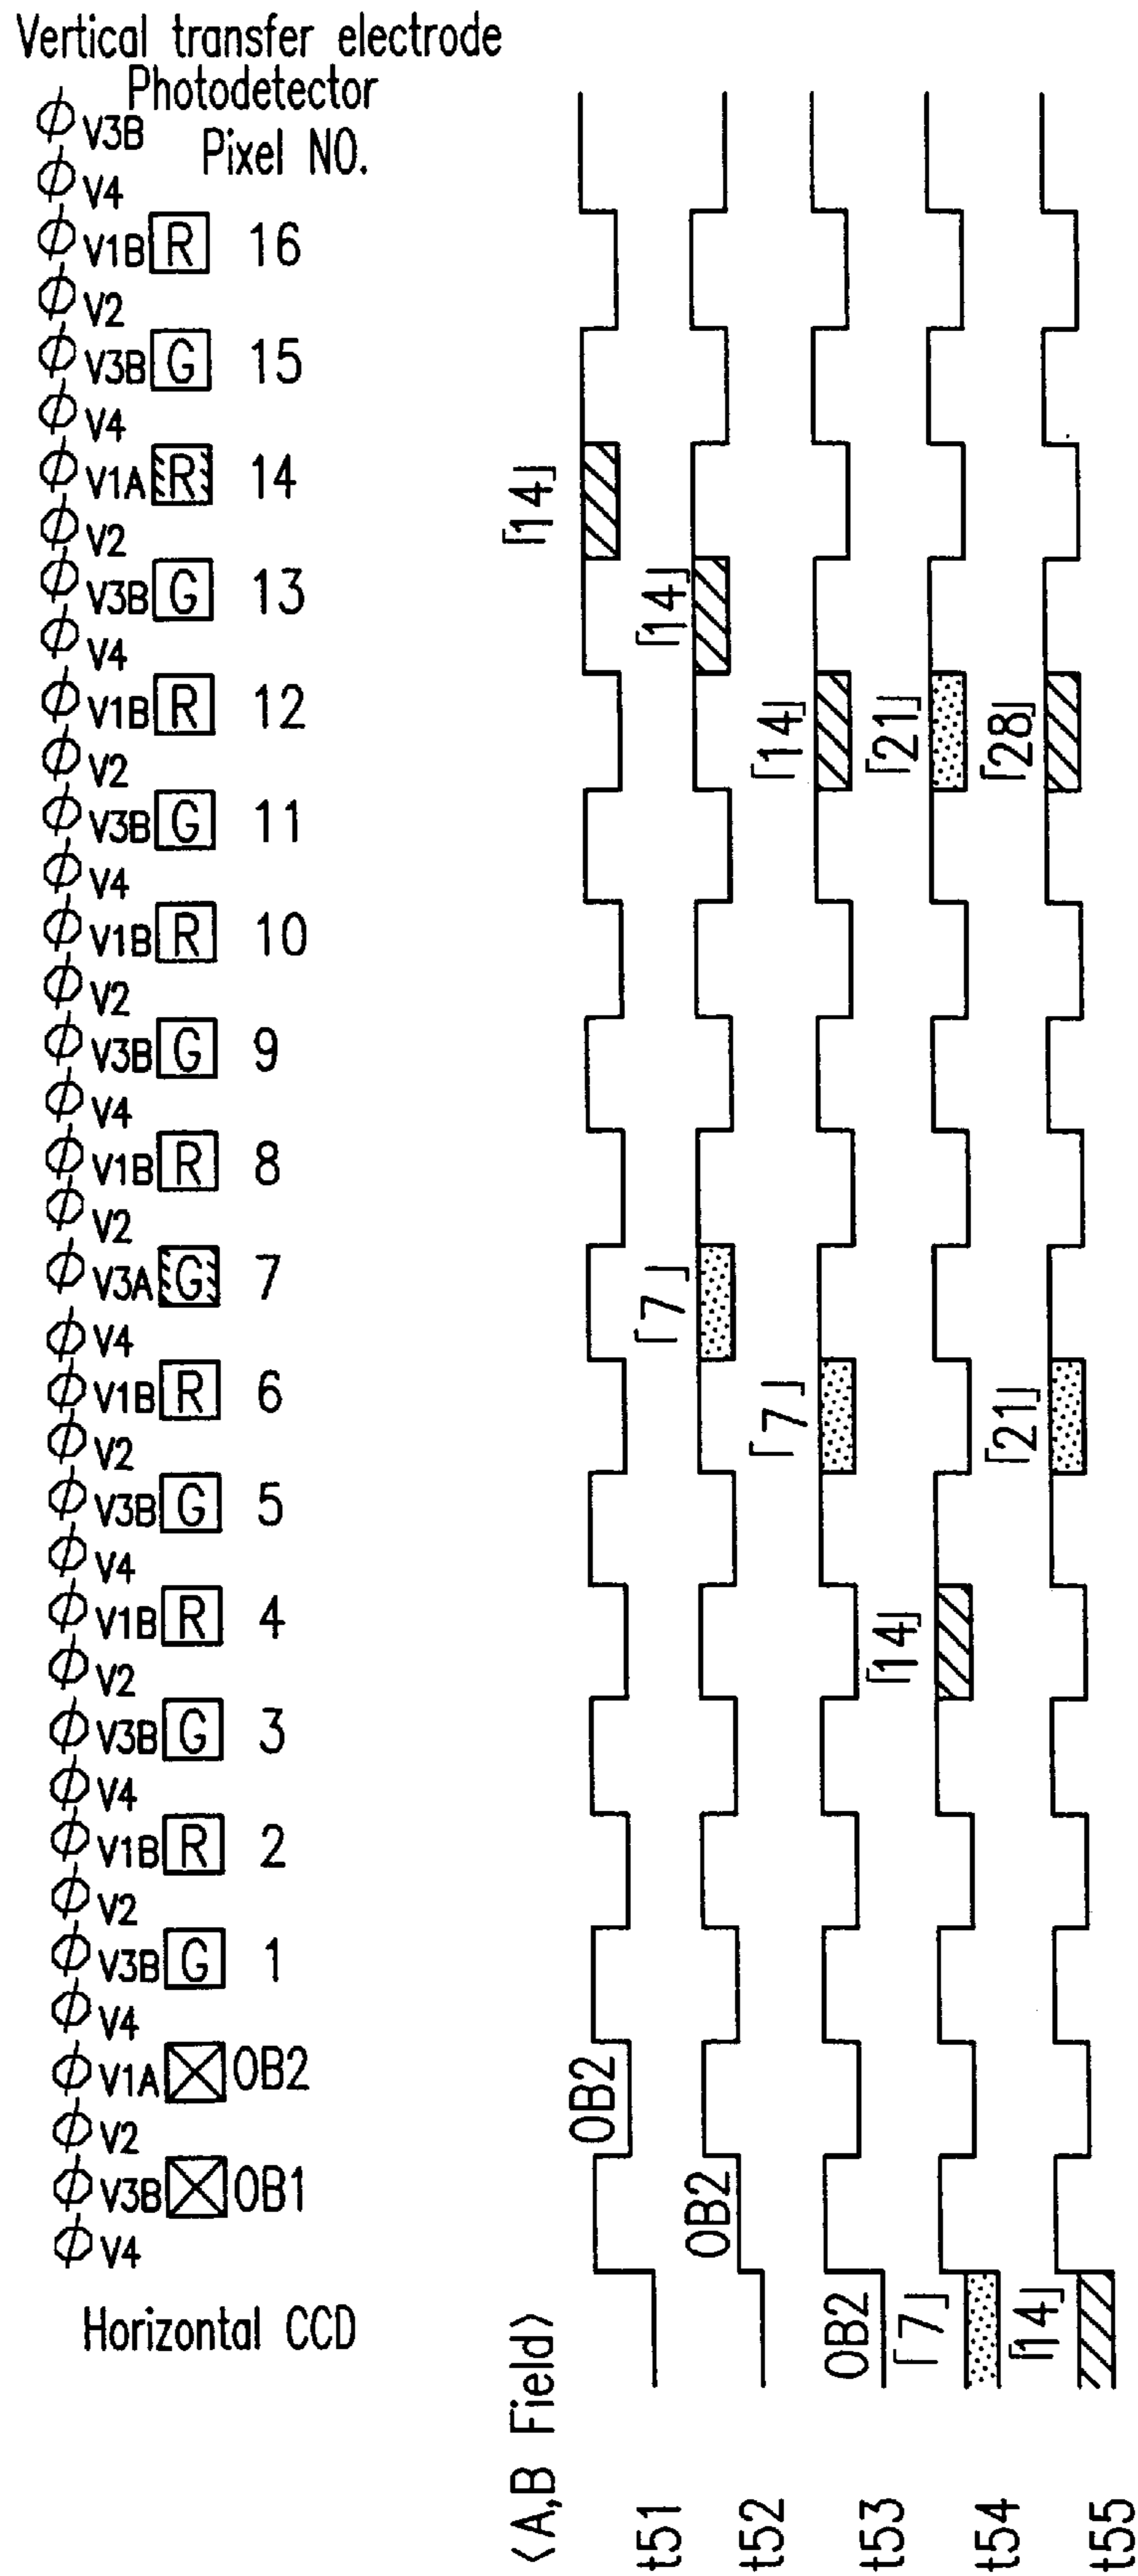 Vertical transfer electrode
Photodetector
Pixel NO.
φV3B
φV4
φV1B R 16
φV2
φV3B G 15
φV4
φV1A R 14
φV2
φV3B G 13
φV4
φV1B R 12
φV2
φV3B G 11
φV4
φV1B R 10
φV2
φV3B G 9
φV4
φV1B R 8
φV2
φV3A G 7
φV4
φV1B R 6
φV2
φV3B G 5
φV4
φV1B R 4
φV2
φV3B G 3
φV4
φV1B R 2
φV2
φV3B G 1
φV4
φV1A OB2
φV2
φV3B OB1
φV4
Horizontal CCD
<A,B Field>
t51 OB2 「14」
t52 OB2 「7」 「14」
t53 OB2 「7」 「14」
t54 「7」 「14」 「21」
t55 「14」 「21」 「28」